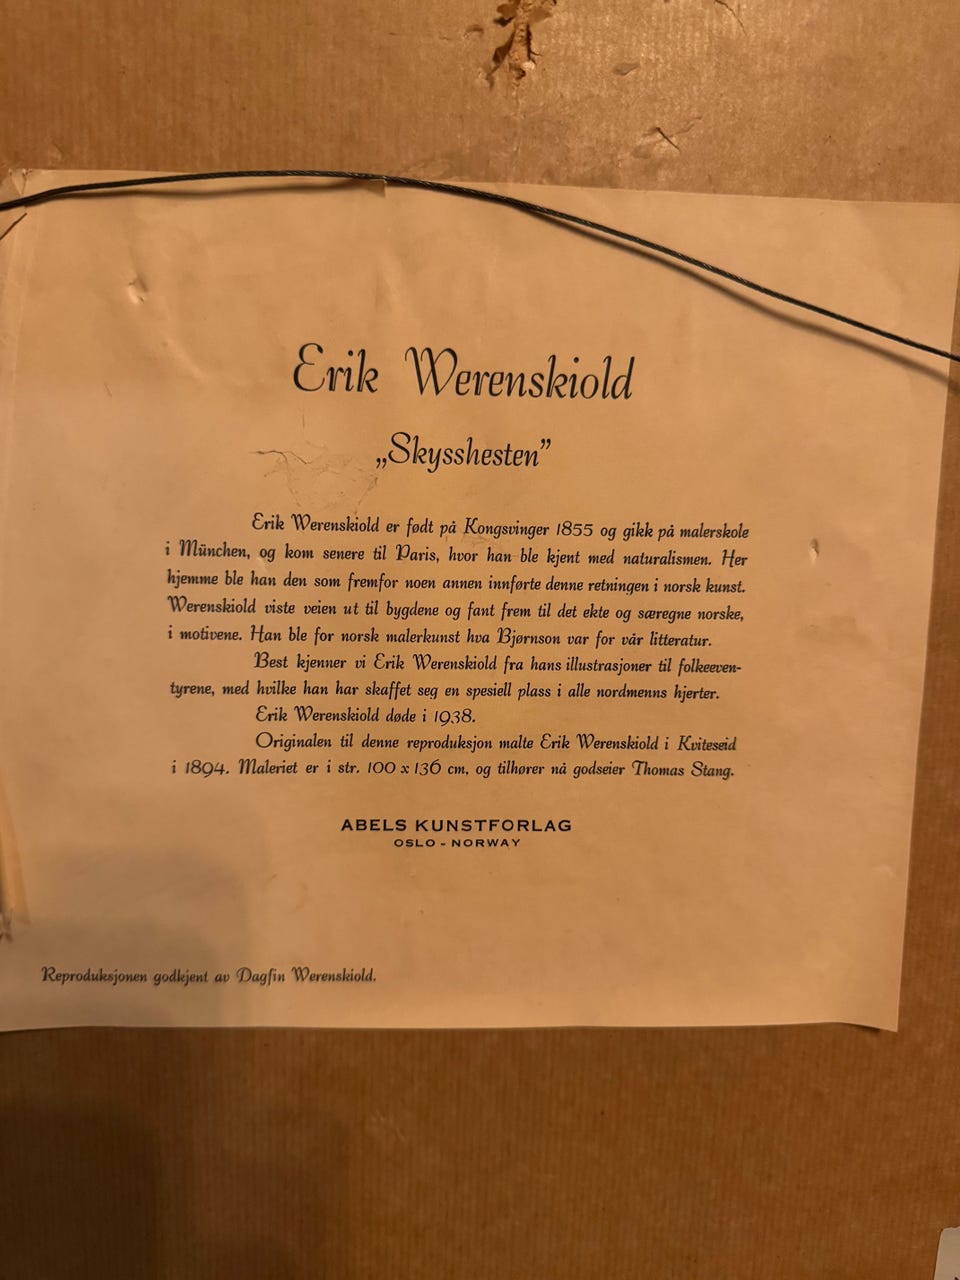 Erik Werenskiold
„Skysshesten”
Erik Werenskiold er født på Kongsvinger 1855 og gikk på malerskole
i München, og kom senere til Paris, hvor han ble kjent med naturalismen. Her
hjemme ble han den som fremfor noen annen innførte denne retningen i norsk kunst.
Werenskiold viste veien ut til bygdene og fant frem til det ekte og særegne norske,
i motivene. Han ble for norsk malerkunst hva Bjørnson var for vår litteratur.
Best kjenner vi Erik Werenskiold fra hans illustrasjoner til folkeeven-
tyrene, med hvilke han har skaffet seg en spesiell plass i alle nordmenns hjerter.
Erik Werenskiold døde i 1938.
Originalen til denne reproduksjon malte Erik Werenskiold i Kviteseid
i 1894. Maleriet er i str. 100 x 136 cm, og tilhører nå godseier Thomas Stang.
ABELS KUNSTFORLAG
OSLO - NORWAY
Reproduksjonen godkjent av Dagfin Werenskiold.